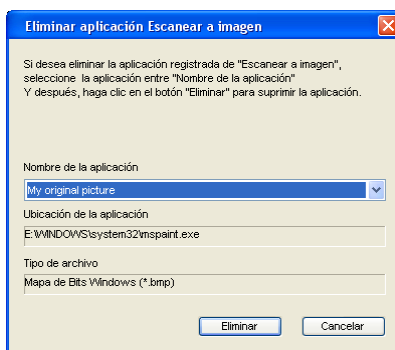 Eliminar aplicación Escanear a imagen
Si desea eliminar la aplicación registrada de "Escanear a imagen",
seleccione la aplicación entre "Nombre de la aplicación"
Y después, haga clic en el botón "Eliminar" para suprimir la aplicación.
Nombre de la aplicación
My original picture
Ubicación de la aplicación
E:\WINDOWS\system32\mspaint.exe
Tipo de archivo
Mapa de Bits Windows (*.bmp)
Eliminar Cancelar